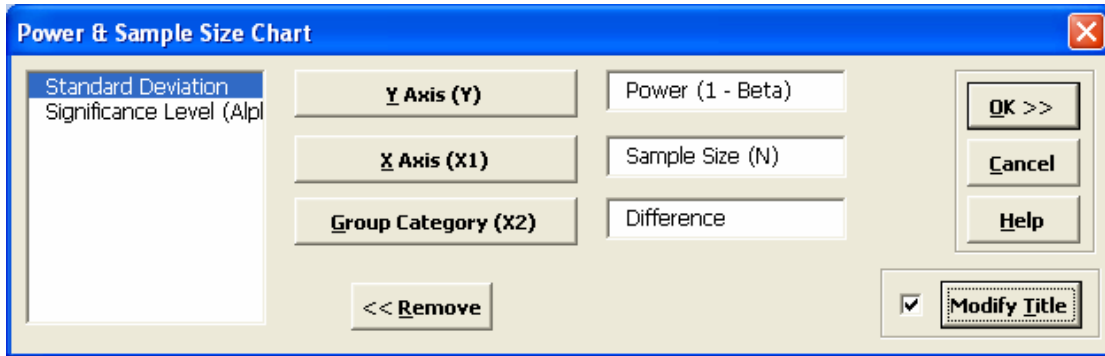 Power & Sample Size Chart
Standard Deviation
Significance Level (Alpl
Y Axis (Y)
Power (1 - Beta)
X Axis (X1)
Sample Size (N)
Group Category (X2)
Difference
<< Remove
OK >>
Cancel
Help
Modify Title